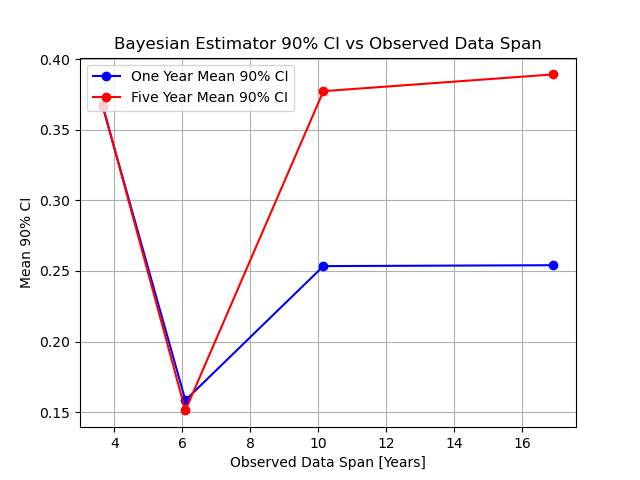 Bayesian Estimator 90% CI vs Observed Data Span
One Year Mean 90% CI
Five Year Mean 90% CI
0.40
0.35
0.30
0.25
0.20
0.15
Mean 90% CI
4 6 8 10 12 14 16
Observed Data Span [Years]